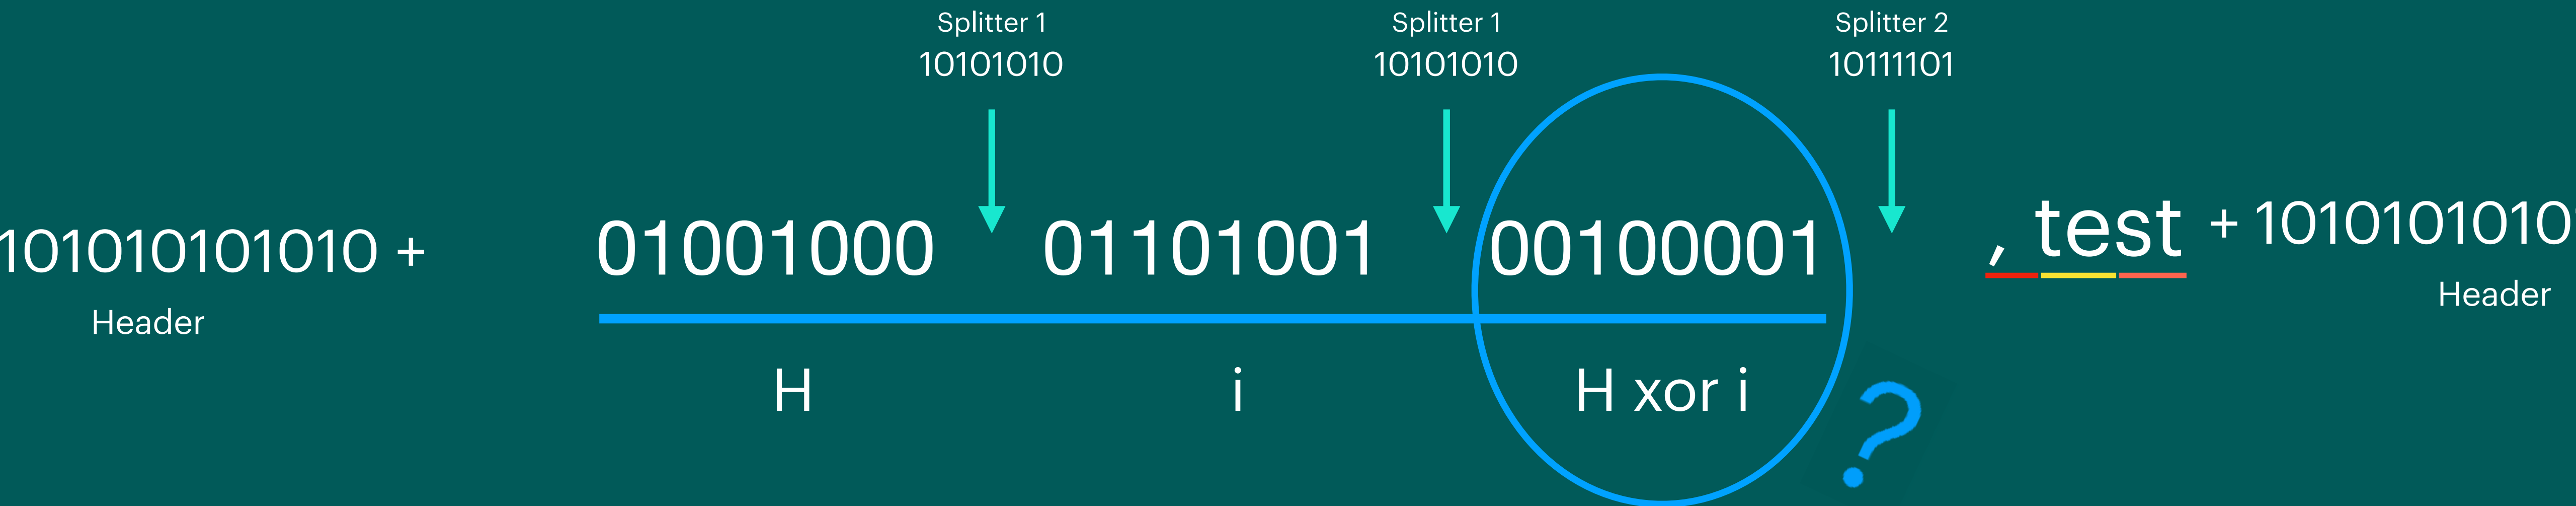 Splitter 1 Splitter 1 Splitter 2
10101010 10101010 10111101
101010101010 + 01001000 01101001 00100001 , test + 1010101010
Header Header
H i H xor i
?